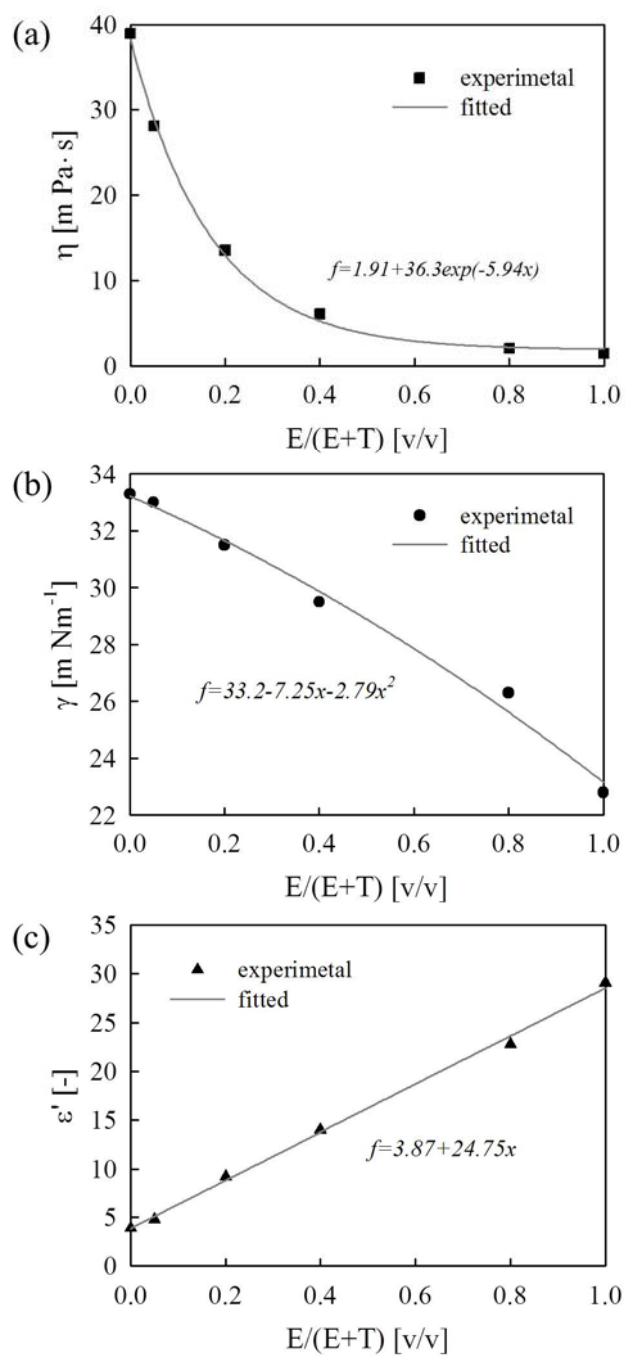 (a)
40
30
20
10
0
η [m Pa· s]
experimetal
fitted
f=1.91+36.3exp(-5.94x)
0.0 0.2 0.4 0.6 0.8 1.0
E/(E+T) [v/v]
(b)
34
32
30
28
26
24
22
γ [m Nm⁻¹]
experimetal
fitted
f=33.2-7.25x-2.79x²
0.0 0.2 0.4 0.6 0.8 1.0
E/(E+T) [v/v]
(c)
35
30
25
20
15
10
5
0
ε' [-]
experimetal
fitted
f=3.87+24.75x
0.0 0.2 0.4 0.6 0.8 1.0
E/(E+T) [v/v]